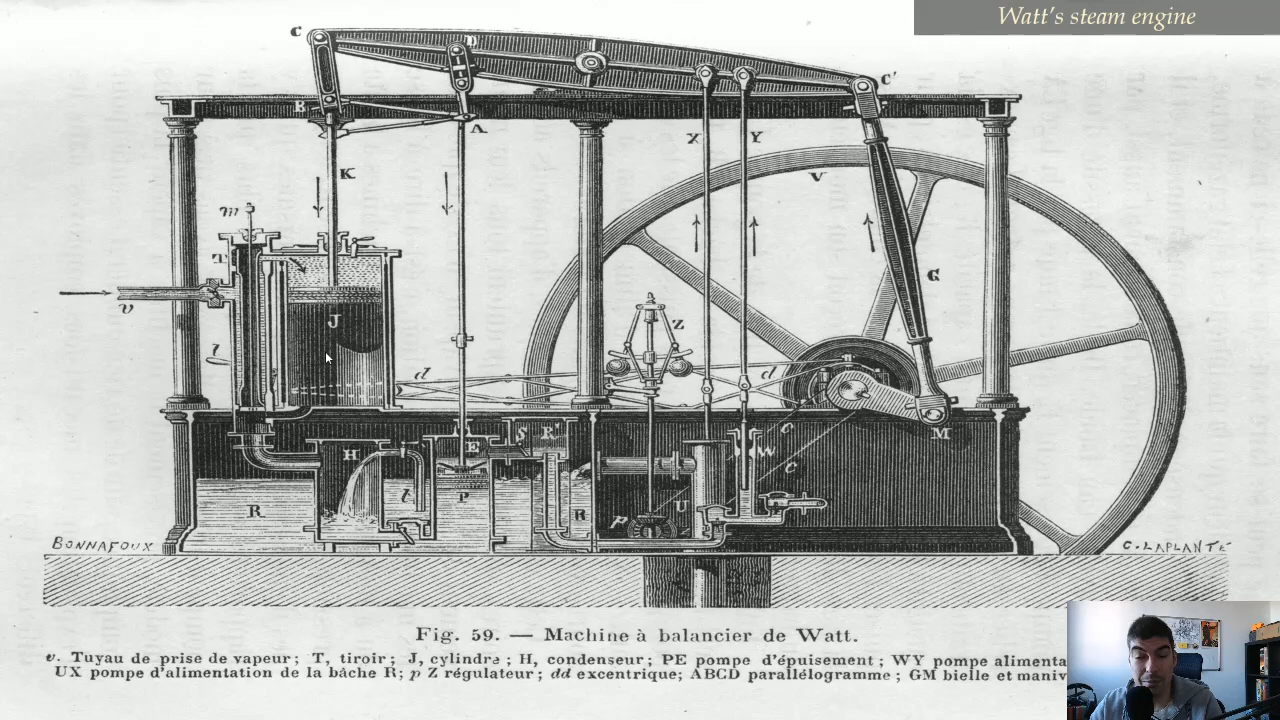 Watt's steam engine
C
D
C'
B
A
X
Y
K
V
m
T
G
v
J
Z
l
d
d
M
S
R'
E
H
W
c
c
P
l
R
R
U
p
BONNAFOUX
C. LAPLANTE
Fig. 59. — Machine à balancier de Watt.
v. Tuyau de prise de vapeur; T, tiroir; J, cylindre; H, condenseur; PE pompe d'épuisement; WY pompe alimenta
UX pompe d'alimentation de la bâche R; p Z régulateur; dd excentrique; ABCD parallélogramme; GM bielle et maniv